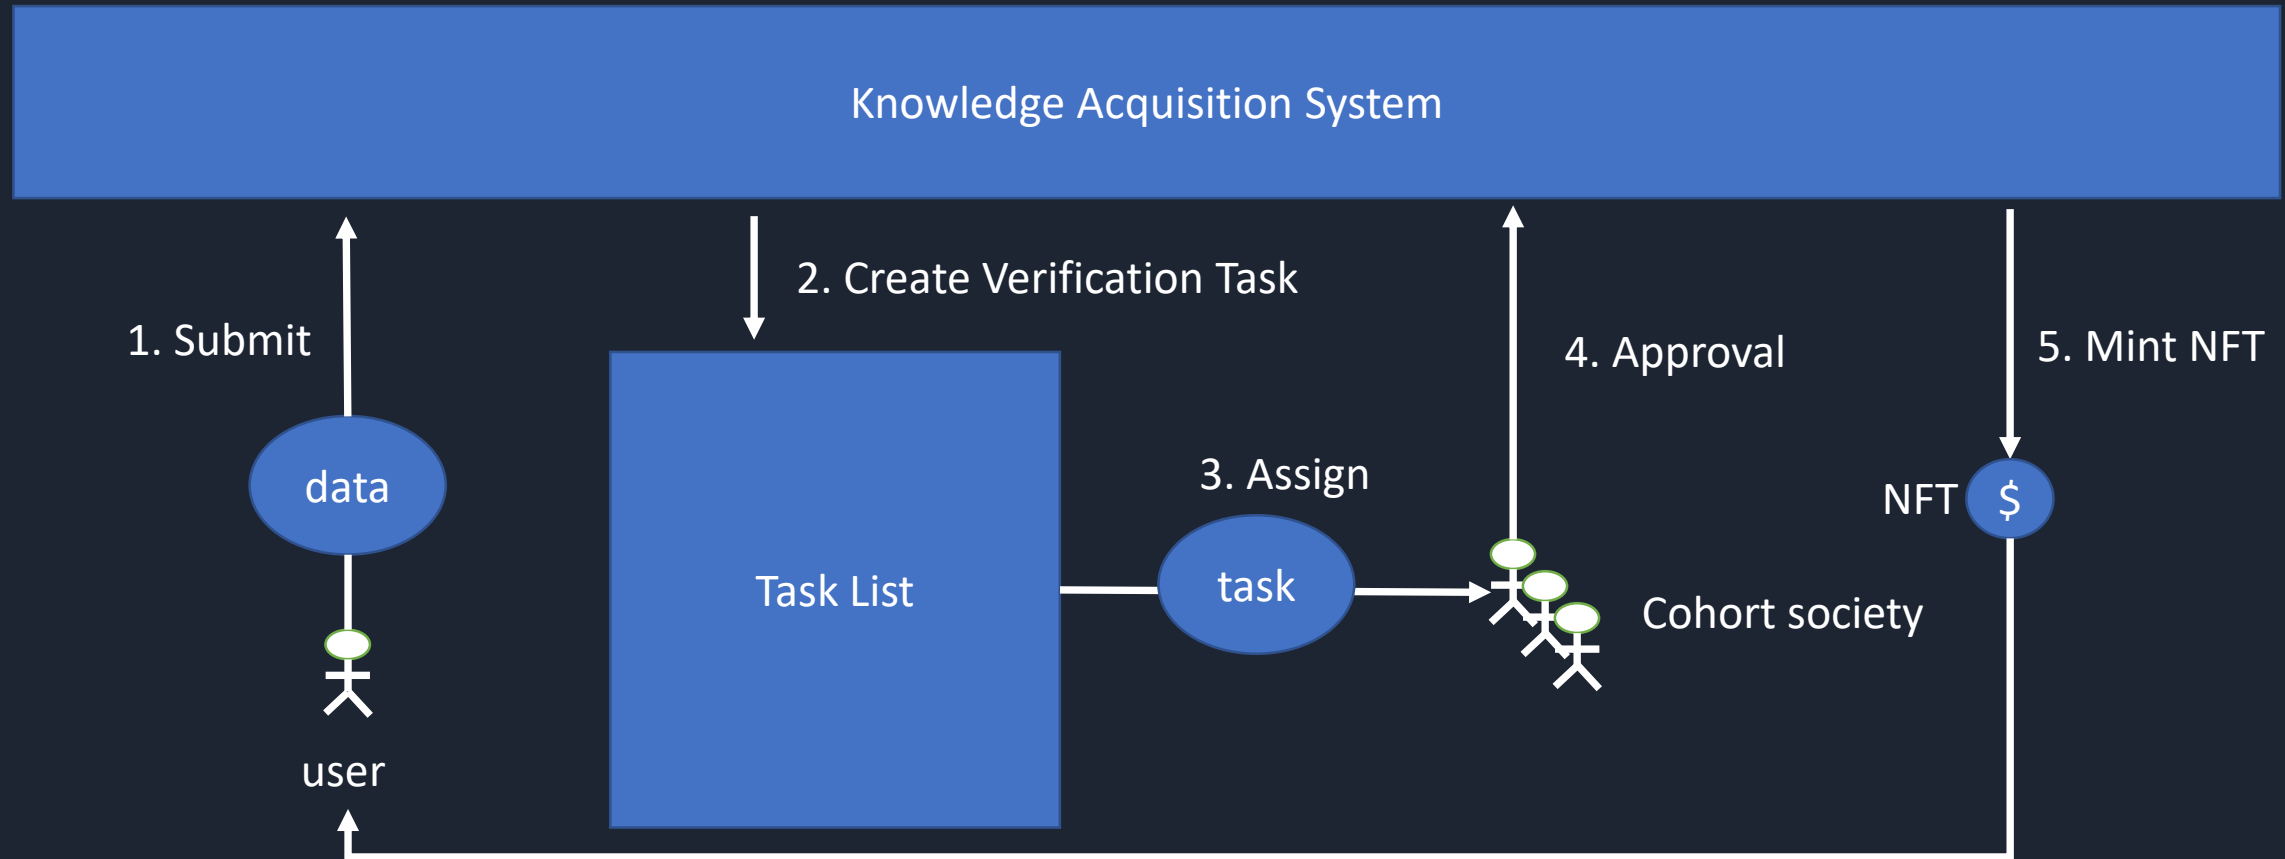 Knowledge Acquisition System
2. Create Verification Task
1. Submit
4. Approval
5. Mint NFT
data
3. Assign
NFT
$
Task List
task
Cohort society
user